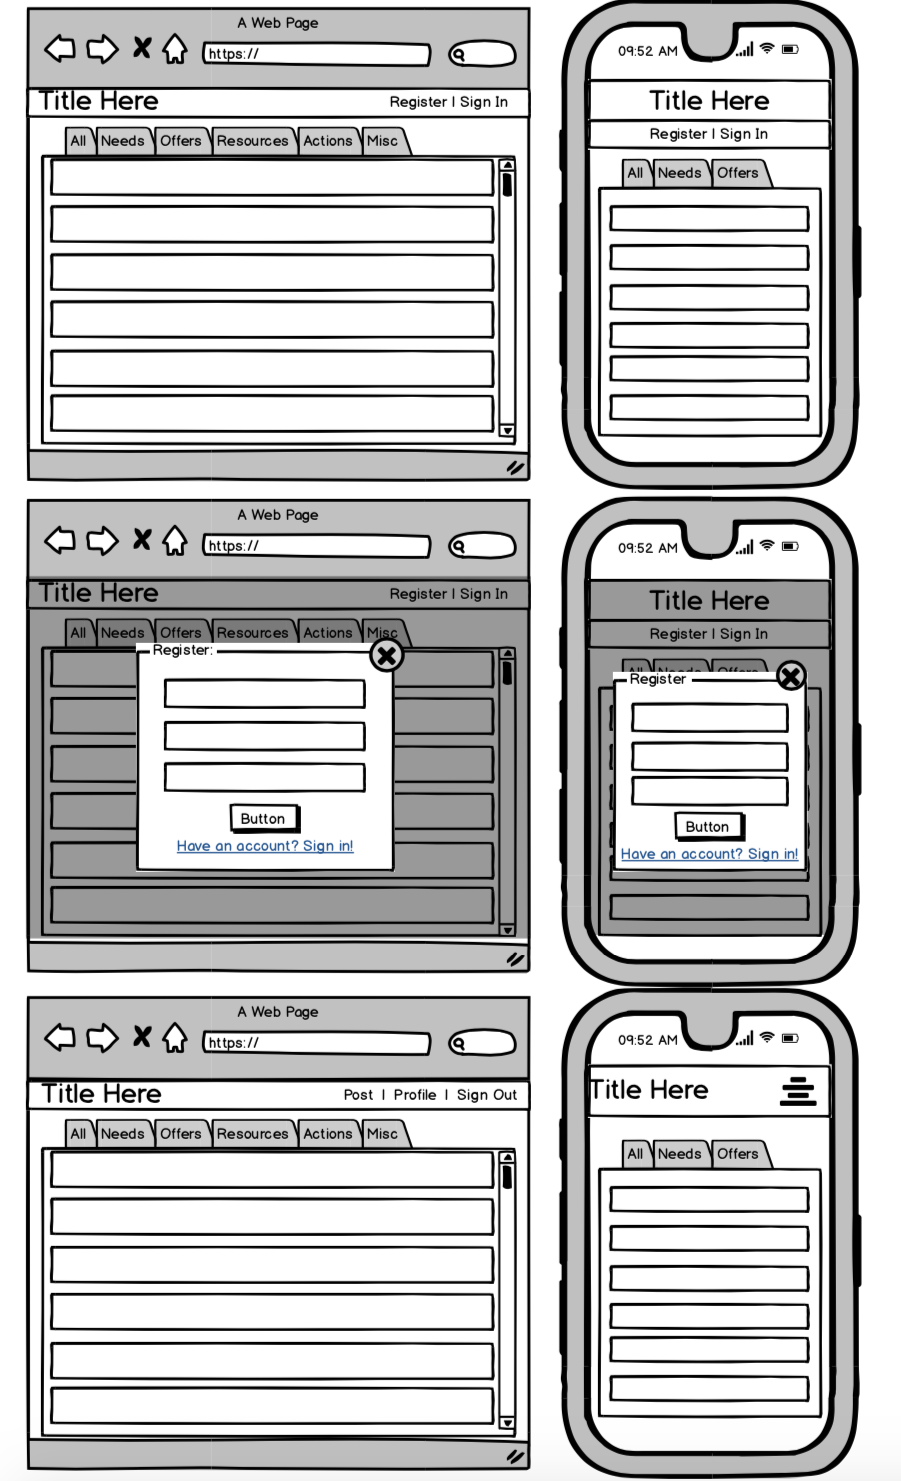 A Web Page
https://
Title Here
Register | Sign In
All Needs Offers Resources Actions Misc
09:52 AM
Title Here
Register | Sign In
All Needs Offers
A Web Page
https://
Title Here
Register | Sign In
All Needs Offers Resources Actions Misc
Register:
Button
Have an account? Sign in!
09:52 AM
Title Here
Register | Sign In
All Needs Offers
Register
Button
Have an account? Sign in!
A Web Page
https://
Title Here
Post | Profile | Sign Out
All Needs Offers Resources Actions Misc
09:52 AM
Title Here
All Needs Offers